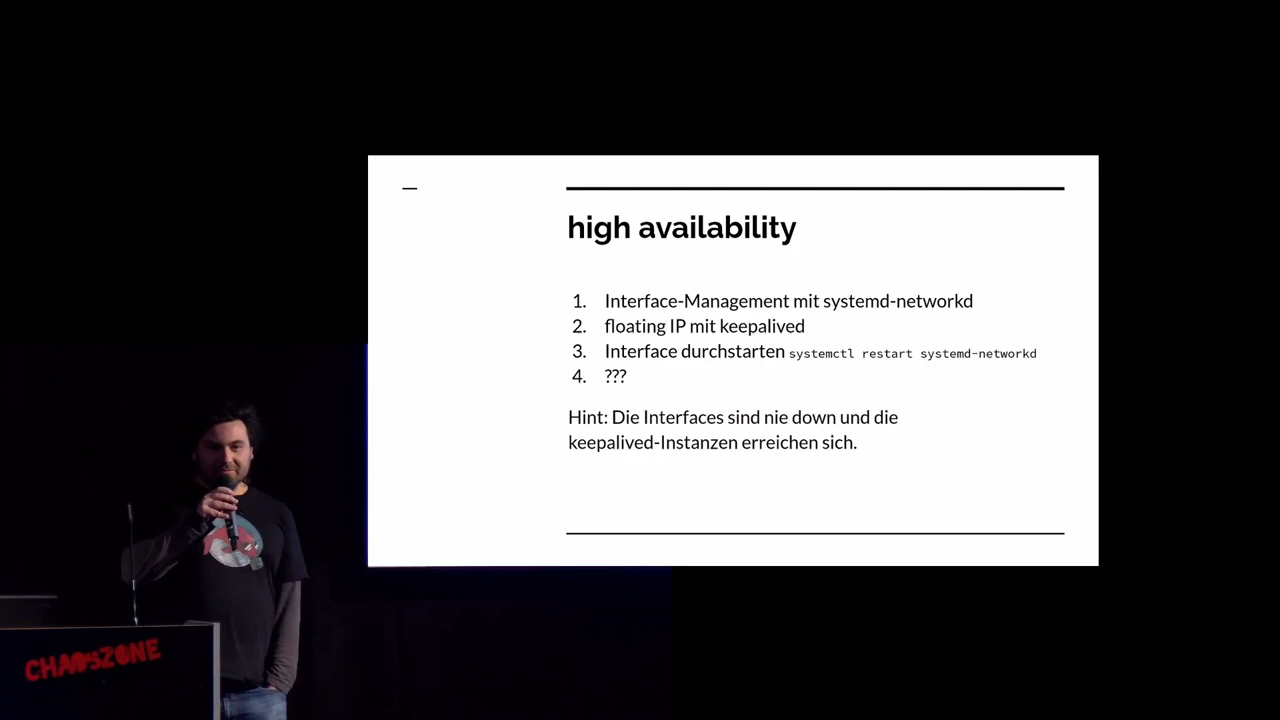 high availability
1. Interface-Management mit systemd-networkd
2. floating IP mit keepalived
3. Interface durchstarten systemctl restart systemd-networkd
4. ???
Hint: Die Interfaces sind nie down und die
keepalived-Instanzen erreichen sich.
CHAOSZONE